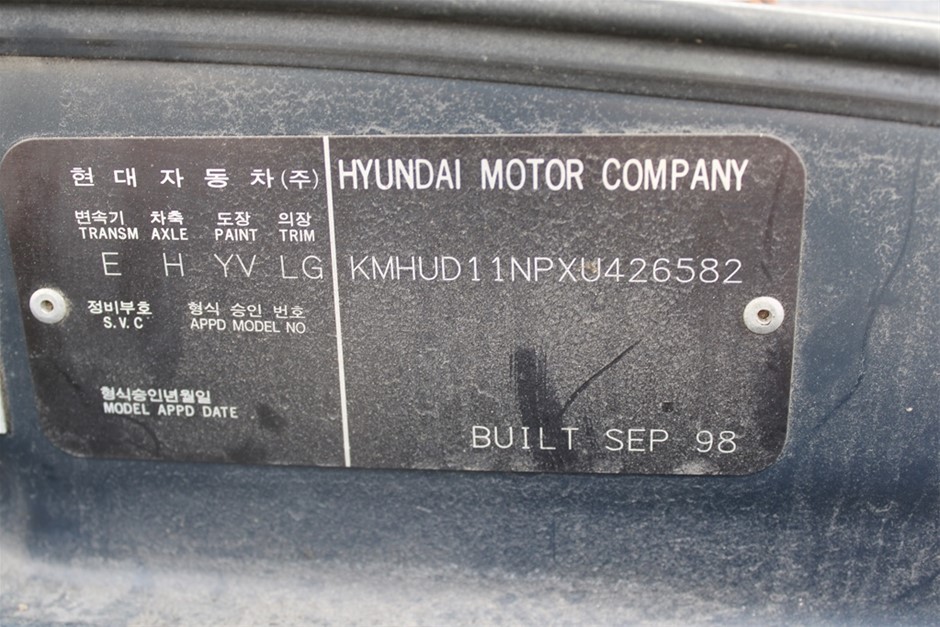 현대자동차(주)
변속기 차축 도장 의장
TRANSM AXLE PAINT TRIM
E H YV LG
정비부호 형식 승인 번호
S.V.C APPD MODEL NO
형식승인년월일
MODEL APPD DATE
HYUNDAI MOTOR COMPANY
KMHUD11NPXU426582
BUILT SEP 98